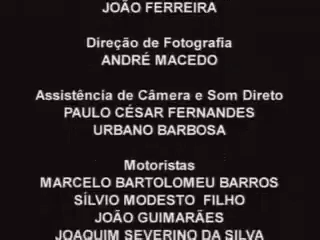 JOÃO FERREIRA
Direção de Fotografia
ANDRÉ MACEDO
Assistência de Câmera e Som Direto
PAULO CÉSAR FERNANDES
URBANO BARBOSA
Motoristas
MARCELO BARTOLOMEU BARROS
SÍLVIO MODESTO FILHO
JOÃO GUIMARÃES
JOAQUIM SEVERINO DA SILVA